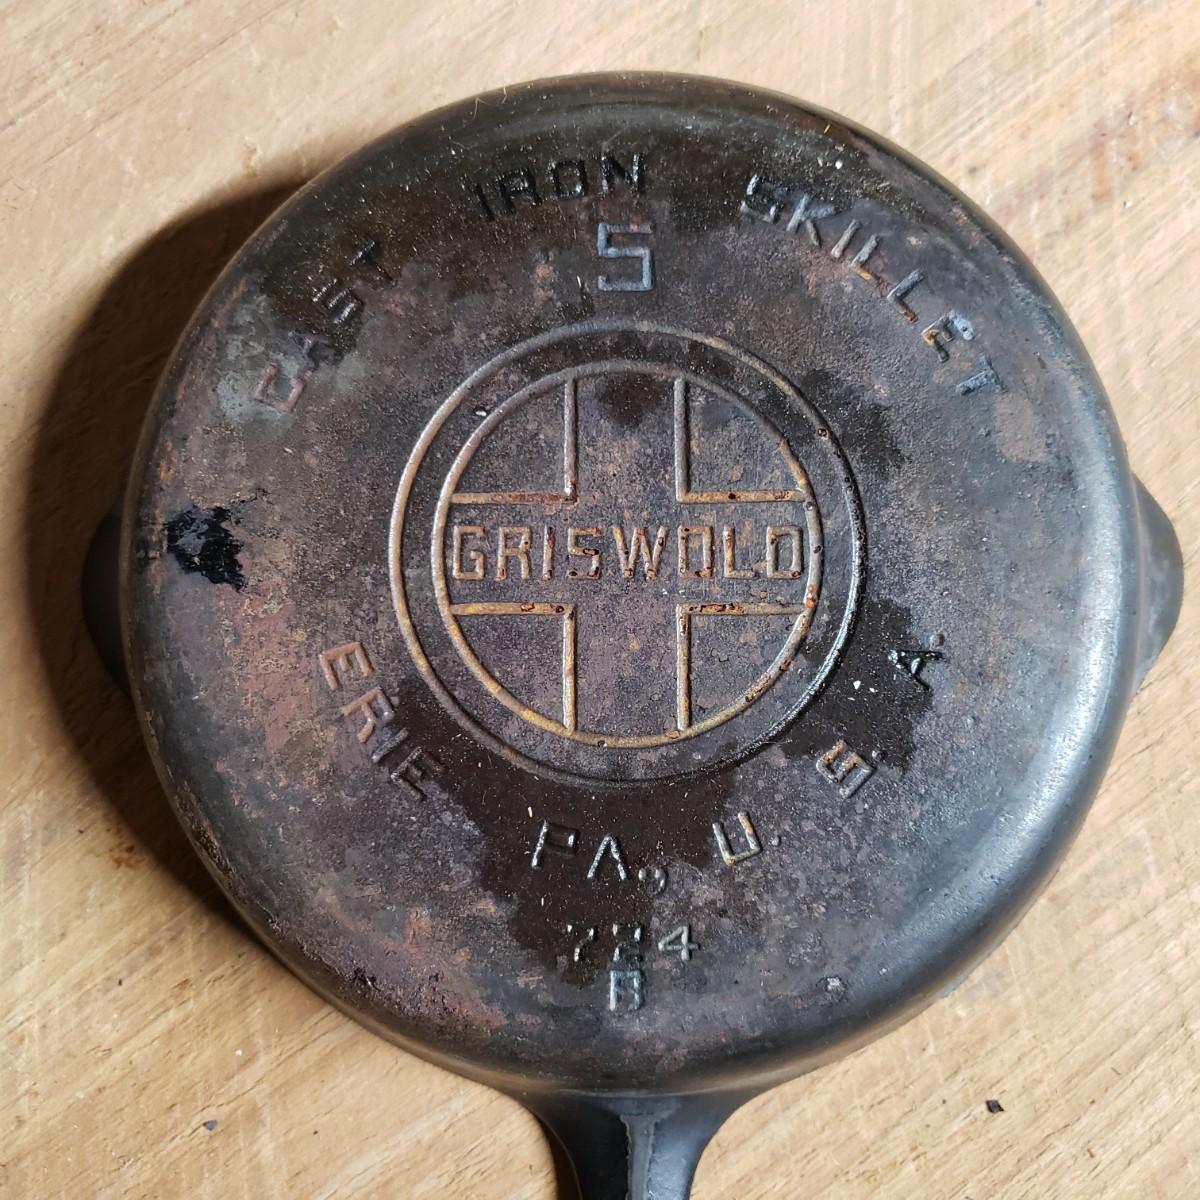 CAST IRON SKILLET
5
GRISWOLD
ERIE PA., U.S.A.
724
B